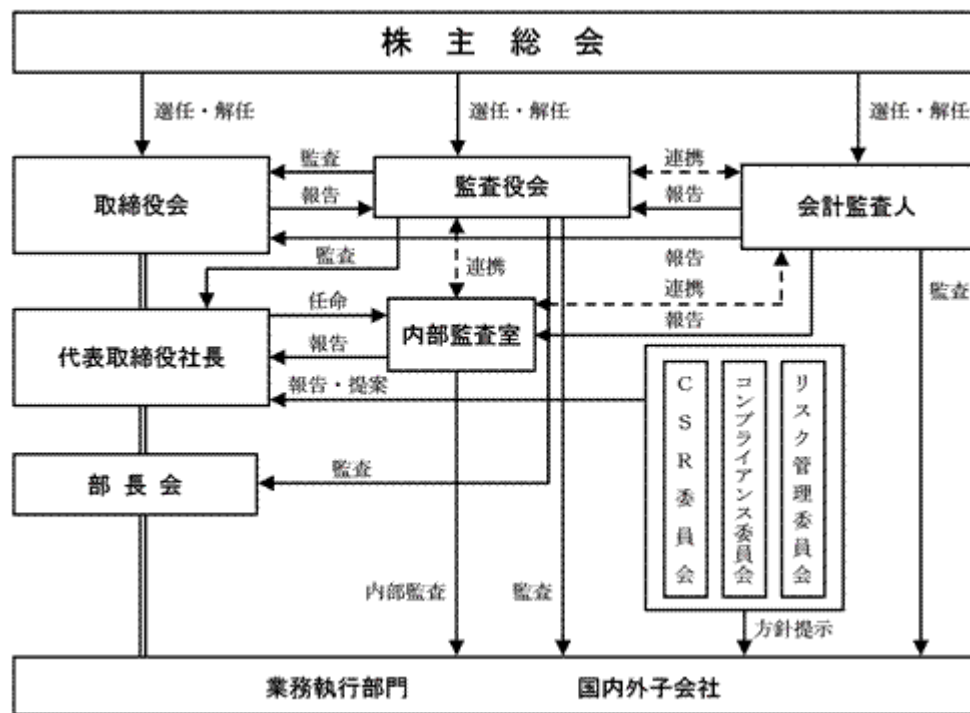 株主総会
選任・解任
選任・解任
選任・解任
取締役会
監査
報告
監査役会
連携
報告
会計監査人
監査
連携
報告
連携
報告
監査
代表取締役社長
任命
報告
内部監査室
報告・提案
CSR委員会
コンプライアンス委員会
リスク管理委員会
部長会
監査
内部監査
監査
方針提示
業務執行部門
国内外子会社